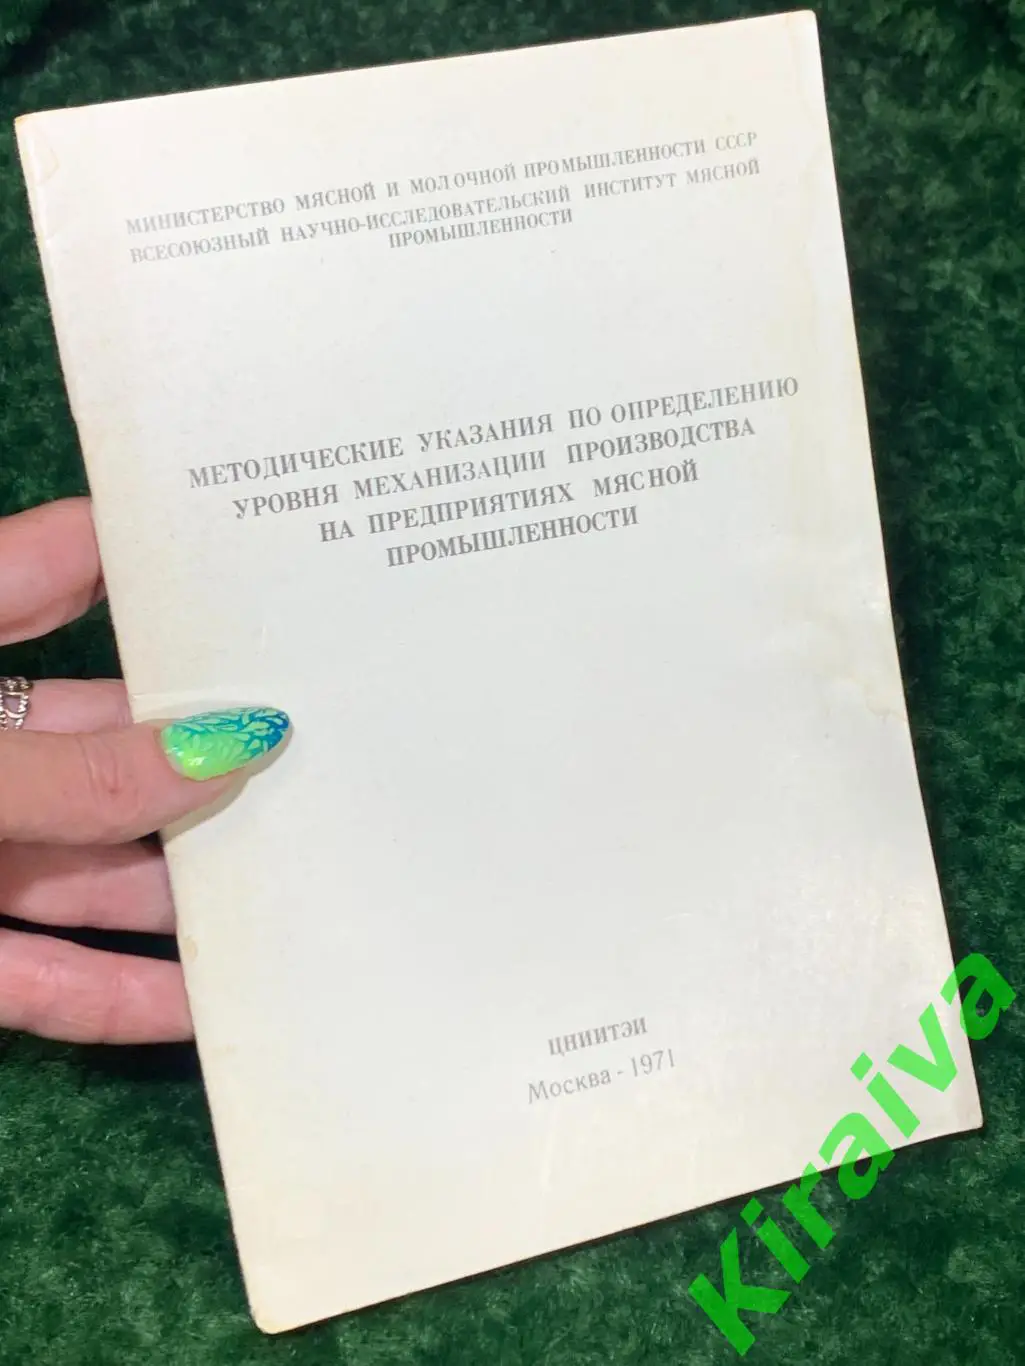 МИНИСТЕРСТВО МЯСНОЙ И МОЛОЧНОЙ ПРОМЫШЛЕННОСТИ СССР
ВСЕСОЮЗНЫЙ НАУЧНО-ИССЛЕДОВАТЕЛЬСКИЙ ИНСТИТУТ МЯСНОЙ
ПРОМЫШЛЕННОСТИ
МЕТОДИЧЕСКИЕ УКАЗАНИЯ ПО ОПРЕДЕЛЕНИЮ
УРОВНЯ МЕХАНИЗАЦИИ ПРОИЗВОДСТВА
НА ПРЕДПРИЯТИЯХ МЯСНОЙ
ПРОМЫШЛЕННОСТИ
ЦНИИТЭИ
Москва - 1971
Kiraiva